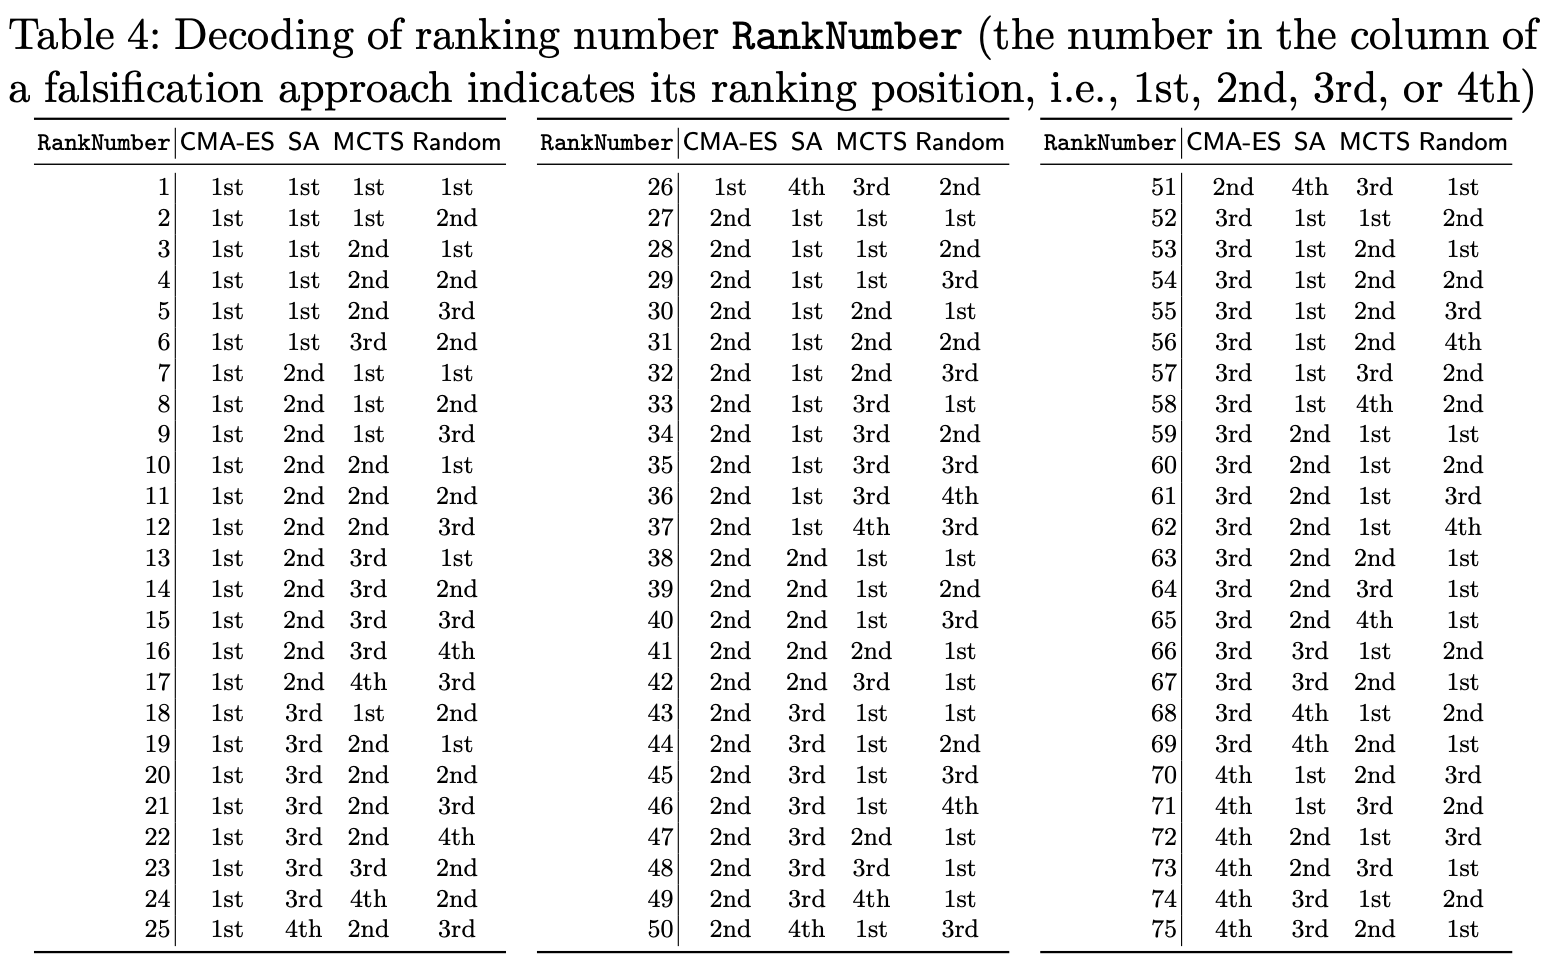 Table 4: Decoding of ranking number RankNumber (the number in the column of
a falsification approach indicates its ranking position, i.e., 1st, 2nd, 3rd, or 4th)
RankNumber CMA-ES SA MCTS Random RankNumber CMA-ES SA MCTS Random RankNumber CMA-ES SA MCTS Random
1 1st 1st 1st 1st 26 1st 4th 3rd 2nd 51 2nd 4th 3rd 1st
2 1st 1st 1st 2nd 27 2nd 1st 1st 1st 52 3rd 1st 1st 2nd
3 1st 1st 2nd 1st 28 2nd 1st 1st 2nd 53 3rd 1st 2nd 1st
4 1st 1st 2nd 2nd 29 2nd 1st 1st 3rd 54 3rd 1st 2nd 2nd
5 1st 1st 2nd 3rd 30 2nd 1st 2nd 1st 55 3rd 1st 2nd 3rd
6 1st 1st 3rd 2nd 31 2nd 1st 2nd 2nd 56 3rd 1st 2nd 4th
7 1st 2nd 1st 1st 32 2nd 1st 2nd 3rd 57 3rd 1st 3rd 2nd
8 1st 2nd 1st 2nd 33 2nd 1st 3rd 1st 58 3rd 1st 4th 2nd
9 1st 2nd 1st 3rd 34 2nd 1st 3rd 2nd 59 3rd 2nd 1st 1st
10 1st 2nd 2nd 1st 35 2nd 1st 3rd 3rd 60 3rd 2nd 1st 2nd
11 1st 2nd 2nd 2nd 36 2nd 1st 3rd 4th 61 3rd 2nd 1st 3rd
12 1st 2nd 2nd 3rd 37 2nd 1st 4th 3rd 62 3rd 2nd 1st 4th
13 1st 2nd 3rd 1st 38 2nd 2nd 1st 1st 63 3rd 2nd 2nd 1st
14 1st 2nd 3rd 2nd 39 2nd 2nd 1st 2nd 64 3rd 2nd 3rd 1st
15 1st 2nd 3rd 3rd 40 2nd 2nd 1st 3rd 65 3rd 2nd 4th 1st
16 1st 2nd 3rd 4th 41 2nd 2nd 2nd 1st 66 3rd 3rd 1st 2nd
17 1st 2nd 4th 3rd 42 2nd 2nd 3rd 1st 67 3rd 3rd 2nd 1st
18 1st 3rd 1st 2nd 43 2nd 3rd 1st 1st 68 3rd 4th 1st 2nd
19 1st 3rd 2nd 1st 44 2nd 3rd 1st 2nd 69 3rd 4th 2nd 1st
20 1st 3rd 2nd 2nd 45 2nd 3rd 1st 3rd 70 4th 1st 2nd 3rd
21 1st 3rd 2nd 3rd 46 2nd 3rd 1st 4th 71 4th 1st 3rd 2nd
22 1st 3rd 2nd 4th 47 2nd 3rd 2nd 1st 72 4th 2nd 1st 3rd
23 1st 3rd 3rd 2nd 48 2nd 3rd 3rd 1st 73 4th 2nd 3rd 1st
24 1st 3rd 4th 2nd 49 2nd 3rd 4th 1st 74 4th 3rd 1st 2nd
25 1st 4th 2nd 3rd 50 2nd 4th 1st 3rd 75 4th 3rd 2nd 1st